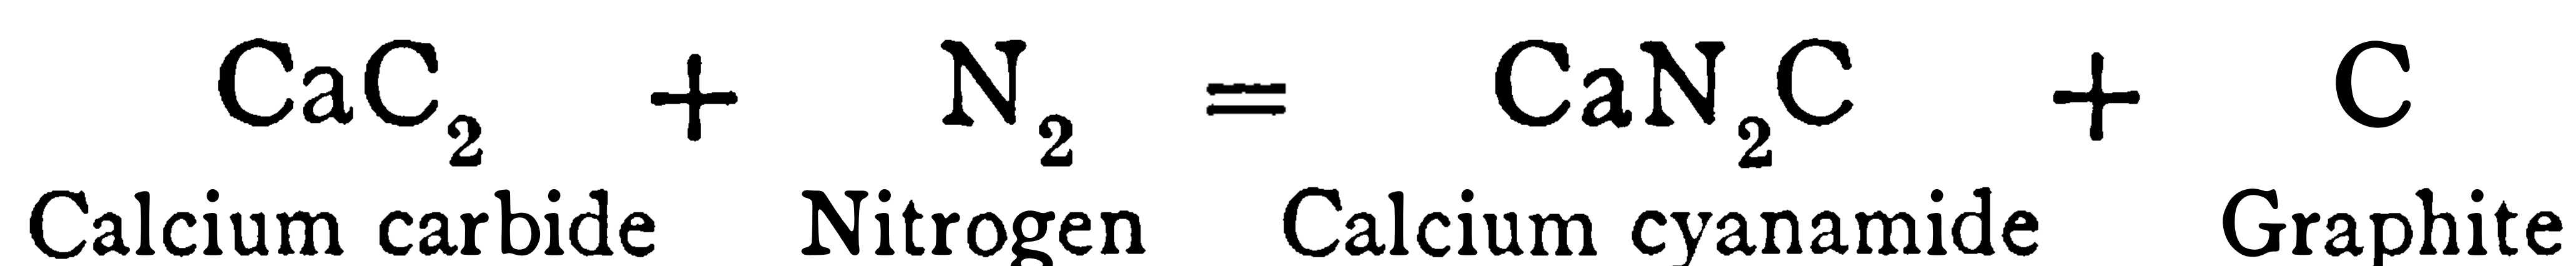 CaC₂ + N₂ = CaN₂C + C
Calcium carbide Nitrogen Calcium cyanamide Graphite